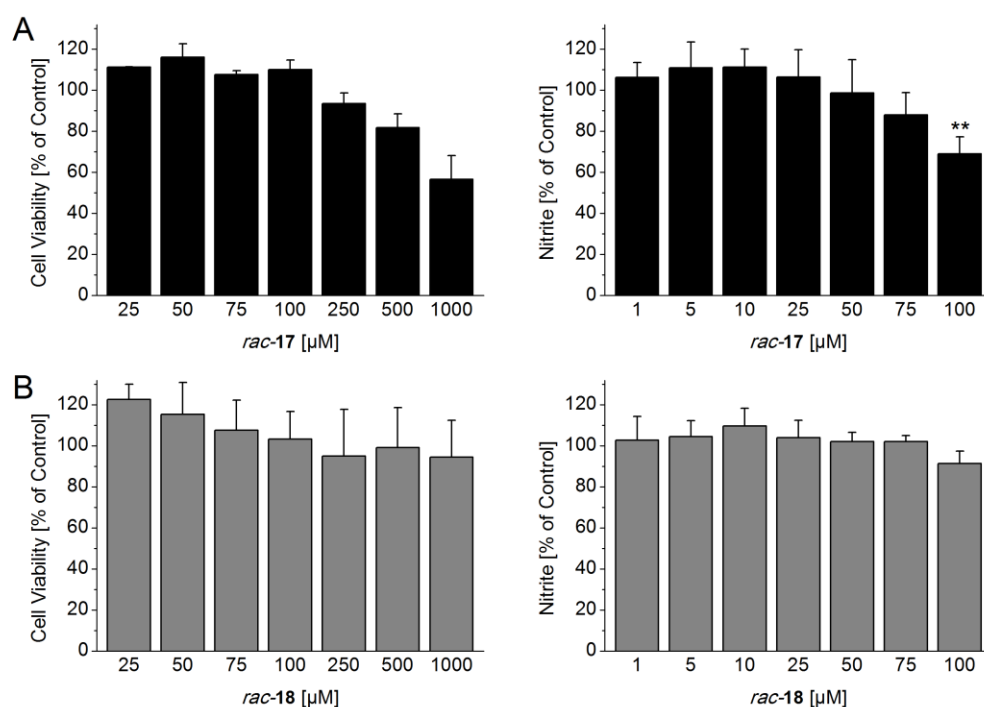 A
Cell Viability [% of Control]
120
100
80
60
40
20
0
25 50 75 100 250 500 1000
rac-17 [µM]
Nitrite [% of Control]
120
100
80
60
40
20
0
**
1 5 10 25 50 75 100
rac-17 [µM]
B
Cell Viability [% of Control]
120
100
80
60
40
20
0
25 50 75 100 250 500 1000
rac-18 [µM]
Nitrite [% of Control]
120
100
80
60
40
20
0
1 5 10 25 50 75 100
rac-18 [µM]